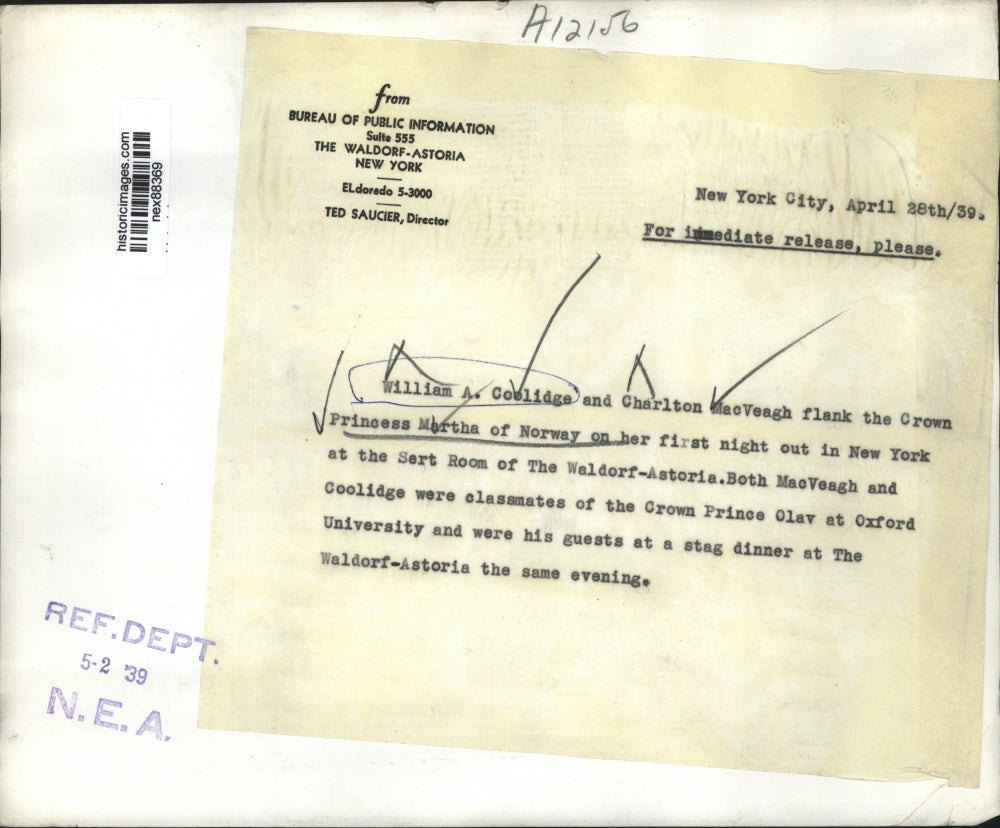 A12156
from
BUREAU OF PUBLIC INFORMATION
Suite 555
THE WALDORF-ASTORIA
NEW YORK
ELdorado 5-3000
TED SAUCIER, Director
historicimages.com
nex88369
New York City, April 28th/39.
For immediate release, please.
William A. Coolidge and Charlton MacVeagh flank the Crown
Princess Martha of Norway on her first night out in New York
at the Sert Room of The Waldorf-Astoria.Both MacVeagh and
Coolidge were classmates of the Crown Prince Olav at Oxford
University and were his guests at a stag dinner at The
Waldorf-Astoria the same evening.
REF.DEPT.
5-2 '39
N.E.A.